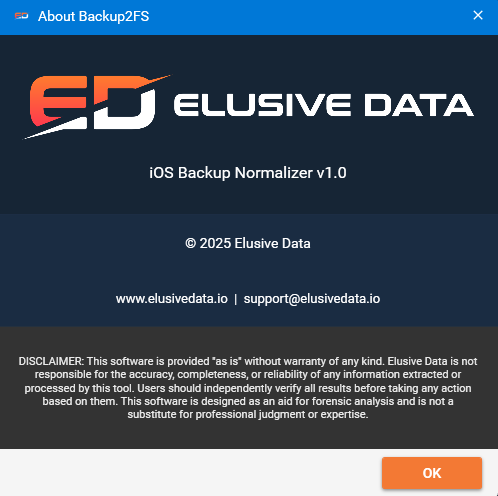 ED About Backup2FS
ED ELUSIVE DATA
iOS Backup Normalizer v1.0
© 2025 Elusive Data
www.elusivedata.io | support@elusivedata.io
DISCLAIMER: This software is provided "as is" without warranty of any kind. Elusive Data is not
responsible for the accuracy, completeness, or reliability of any information extracted or
processed by this tool. Users should independently verify all results before taking any action
based on them. This software is designed as an aid for forensic analysis and is not a
substitute for professional judgment or expertise.
OK